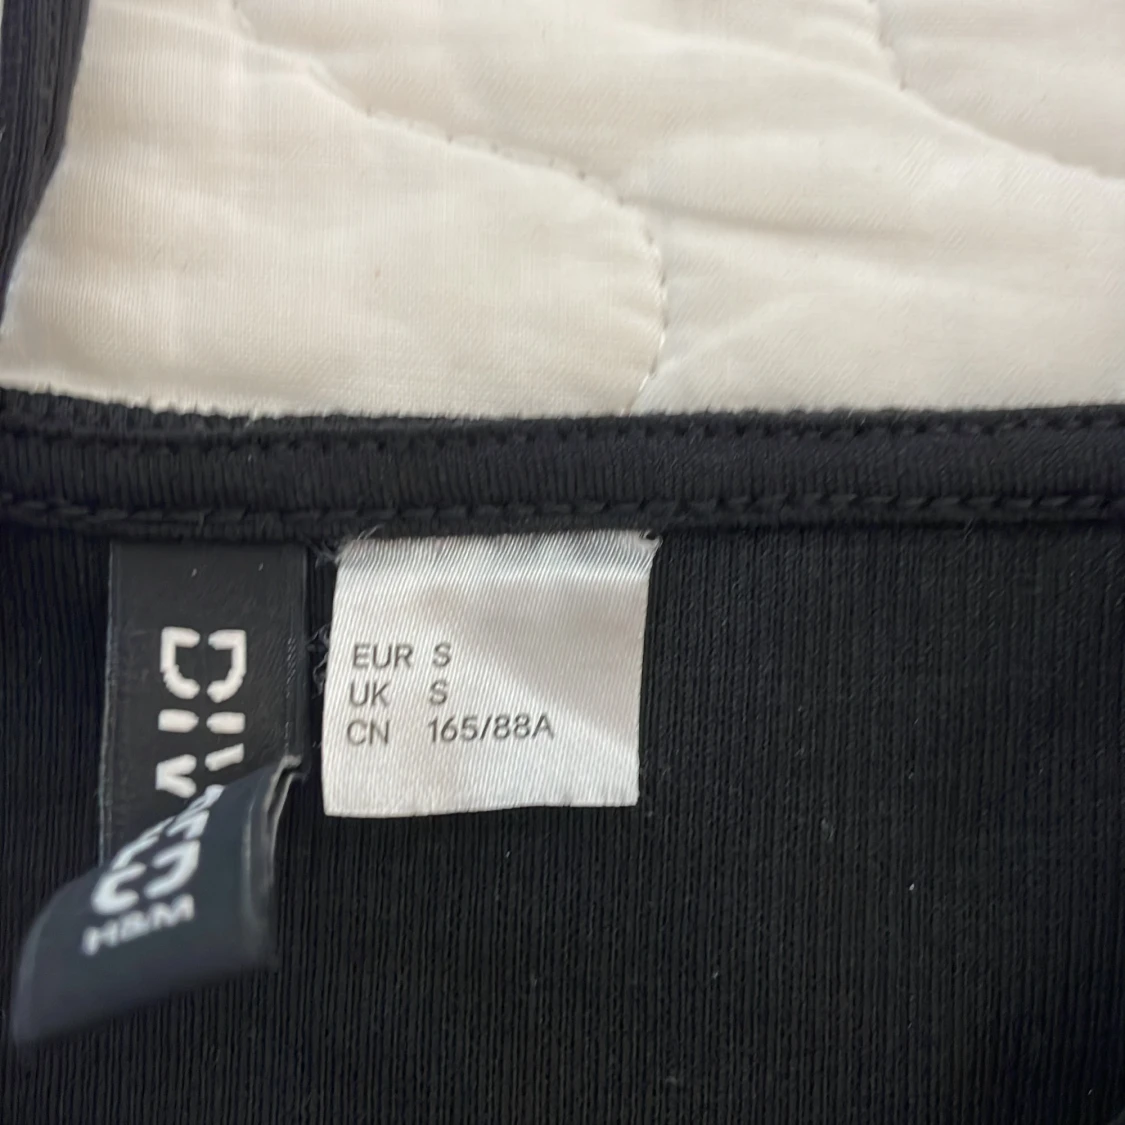 DIVIDED
H&M
EUR S
UK S
CN 165/88A